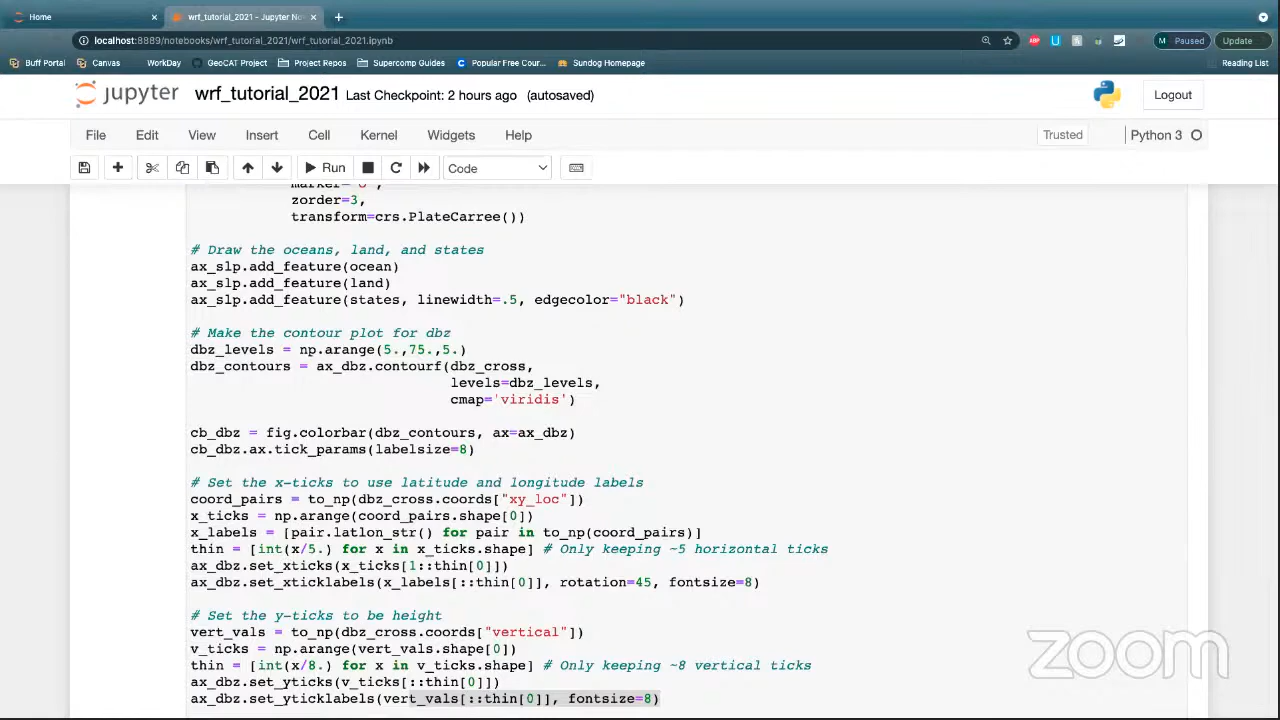 Home
wrf_tutorial_2021 - Jupyter No
localhost:8889/notebooks/wrf_tutorial_2021/wrf_tutorial_2021.ipynb
ABP
U
M Paused
Update
Buff Portal
Canvas
WorkDay
GeoCAT Project
Project Repos
Supercomp Guides
Popular Free Cour...
Sundog Homepage
Reading List
jupyter
wrf_tutorial_2021 Last Checkpoint: 2 hours ago (autosaved)
Logout
File Edit View Insert Cell Kernel Widgets Help
Trusted
Python 3
Run
Code
marker='o',
zorder=3,
transform=crs.PlateCarree())
# Draw the oceans, land, and states
ax_slp.add_feature(ocean)
ax_slp.add_feature(land)
ax_slp.add_feature(states, linewidth=.5, edgecolor="black")
# Make the contour plot for dbz
dbz_levels = np.arange(5.,75.,5.)
dbz_contours = ax_dbz.contourf(dbz_cross,
levels=dbz_levels,
cmap='viridis')
cb_dbz = fig.colorbar(dbz_contours, ax=ax_dbz)
cb_dbz.ax.tick_params(labelsize=8)
# Set the x-ticks to use latitude and longitude labels
coord_pairs = to_np(dbz_cross.coords["xy_loc"])
x_ticks = np.arange(coord_pairs.shape[0])
x_labels = [pair.latlon_str() for pair in to_np(coord_pairs)]
thin = [int(x/5.) for x in x_ticks.shape] # Only keeping ~5 horizontal ticks
ax_dbz.set_xticks(x_ticks[1::thin[0]])
ax_dbz.set_xticklabels(x_labels[::thin[0]], rotation=45, fontsize=8)
# Set the y-ticks to be height
vert_vals = to_np(dbz_cross.coords["vertical"])
v_ticks = np.arange(vert_vals.shape[0])
thin = [int(x/8.) for x in v_ticks.shape] # Only keeping ~8 vertical ticks
ax_dbz.set_yticks(v_ticks[::thin[0]])
ax_dbz.set_yticklabels(vert_vals[::thin[0]], fontsize=8)
zoom